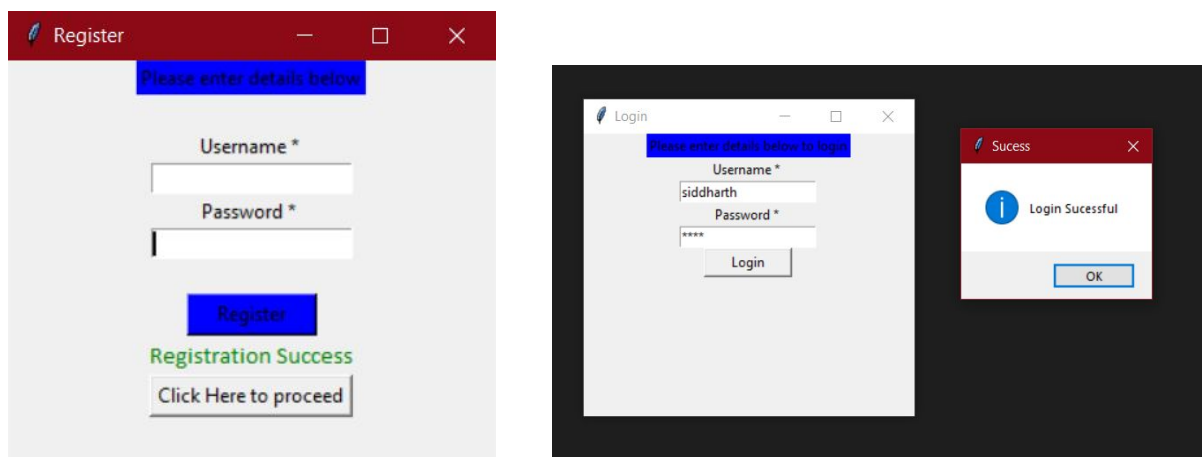 Register
Please enter details below
Username *
Password *
Register
Registration Success
Click Here to proceed
Login
Please enter details below to login
Username *
siddharth
Password *
****
Login
Sucess
i
Login Sucessful
OK